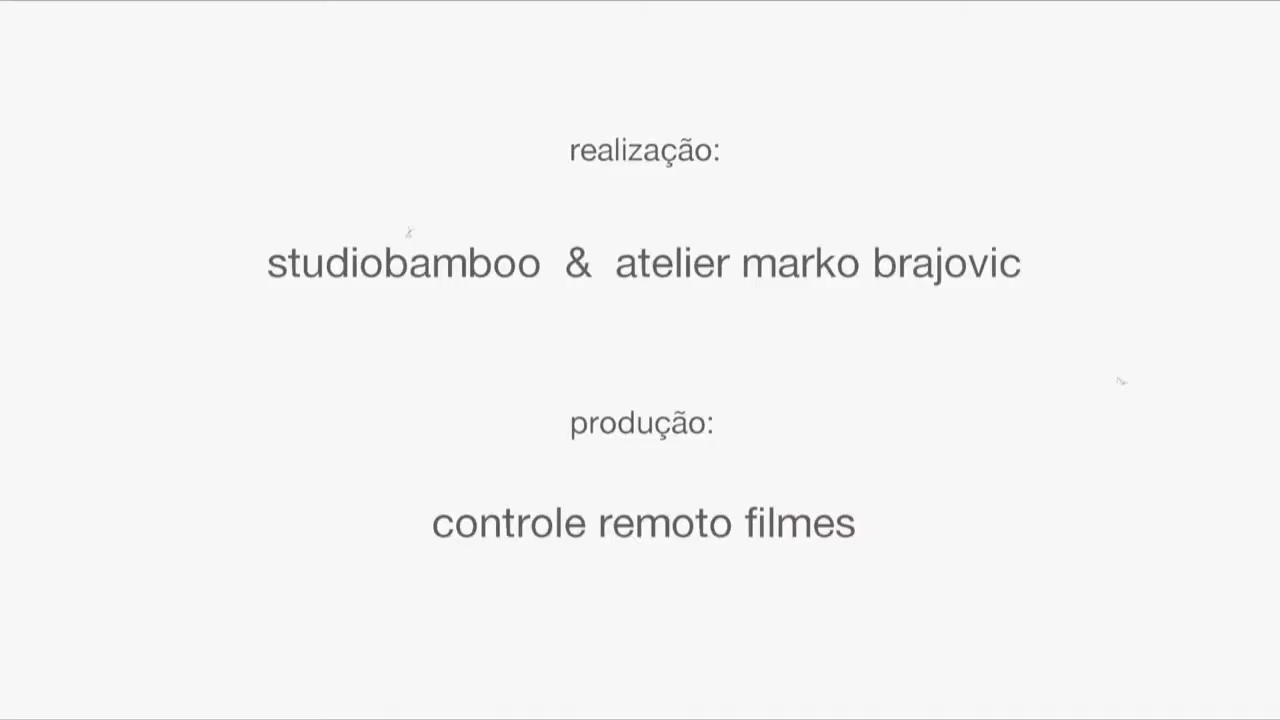 realização:
studiobamboo & atelier marko brajovic
produção:
controle remoto filmes